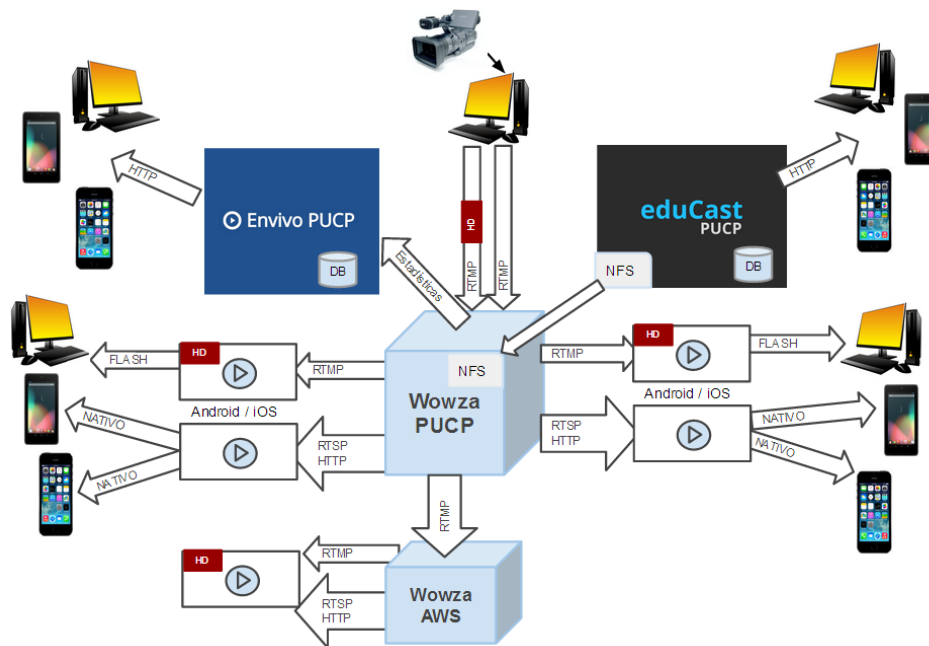 HTTP
Envivo PUCP
DB
HD
RTMP
RTMP
eduCast
PUCP
NFS
DB
HTTP
Estadísticas
FLASH
HD
RTMP
NFS
Wowza
PUCP
RTMP
HD
FLASH
Android / iOS
NATIVO
NATIVO
RTSP
HTTP
RTSP
HTTP
Android / iOS
NATIVO
NATIVO
RTMP
HD
RTMP
RTSP
HTTP
Wowza
AWS